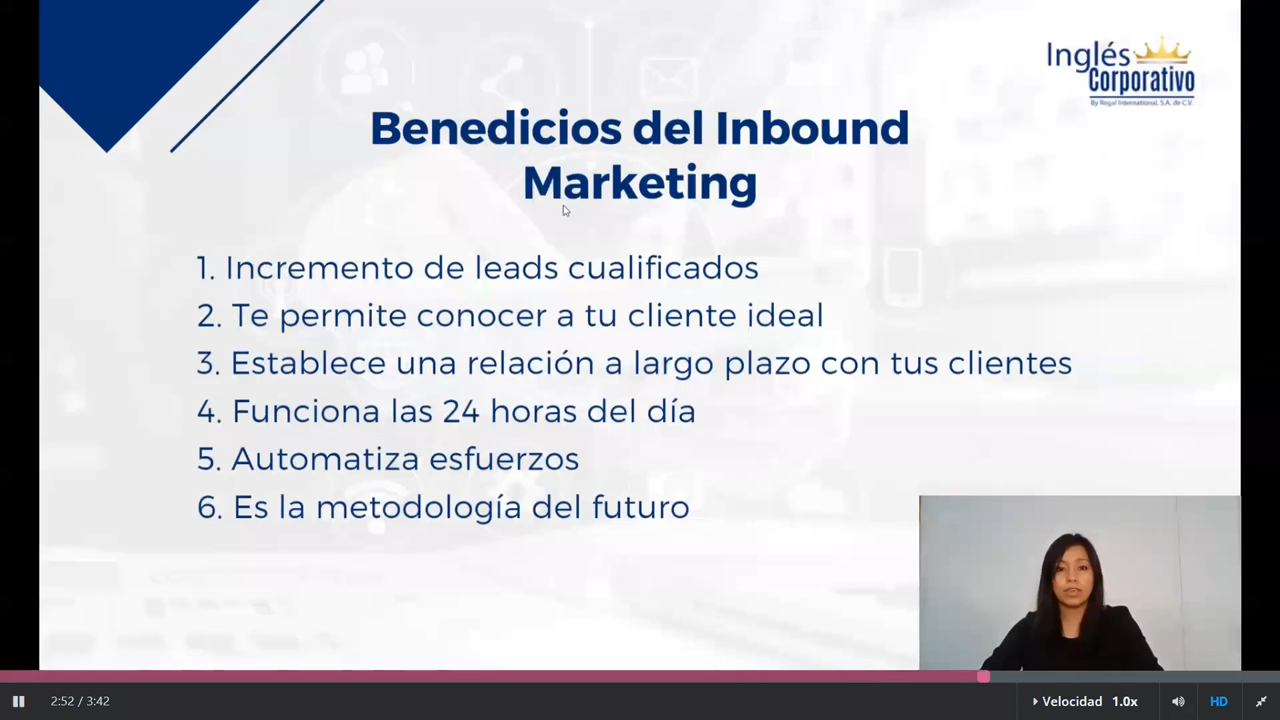 Inglés
Corporativo
By Regal International, S.A. de C.V.
Benedicios del Inbound
Marketing
1. Incremento de leads cualificados
2. Te permite conocer a tu cliente ideal
3. Establece una relación a largo plazo con tus clientes
4. Funciona las 24 horas del día
5. Automatiza esfuerzos
6. Es la metodología del futuro
2:52 / 3:42
Velocidad 1.0x
HD